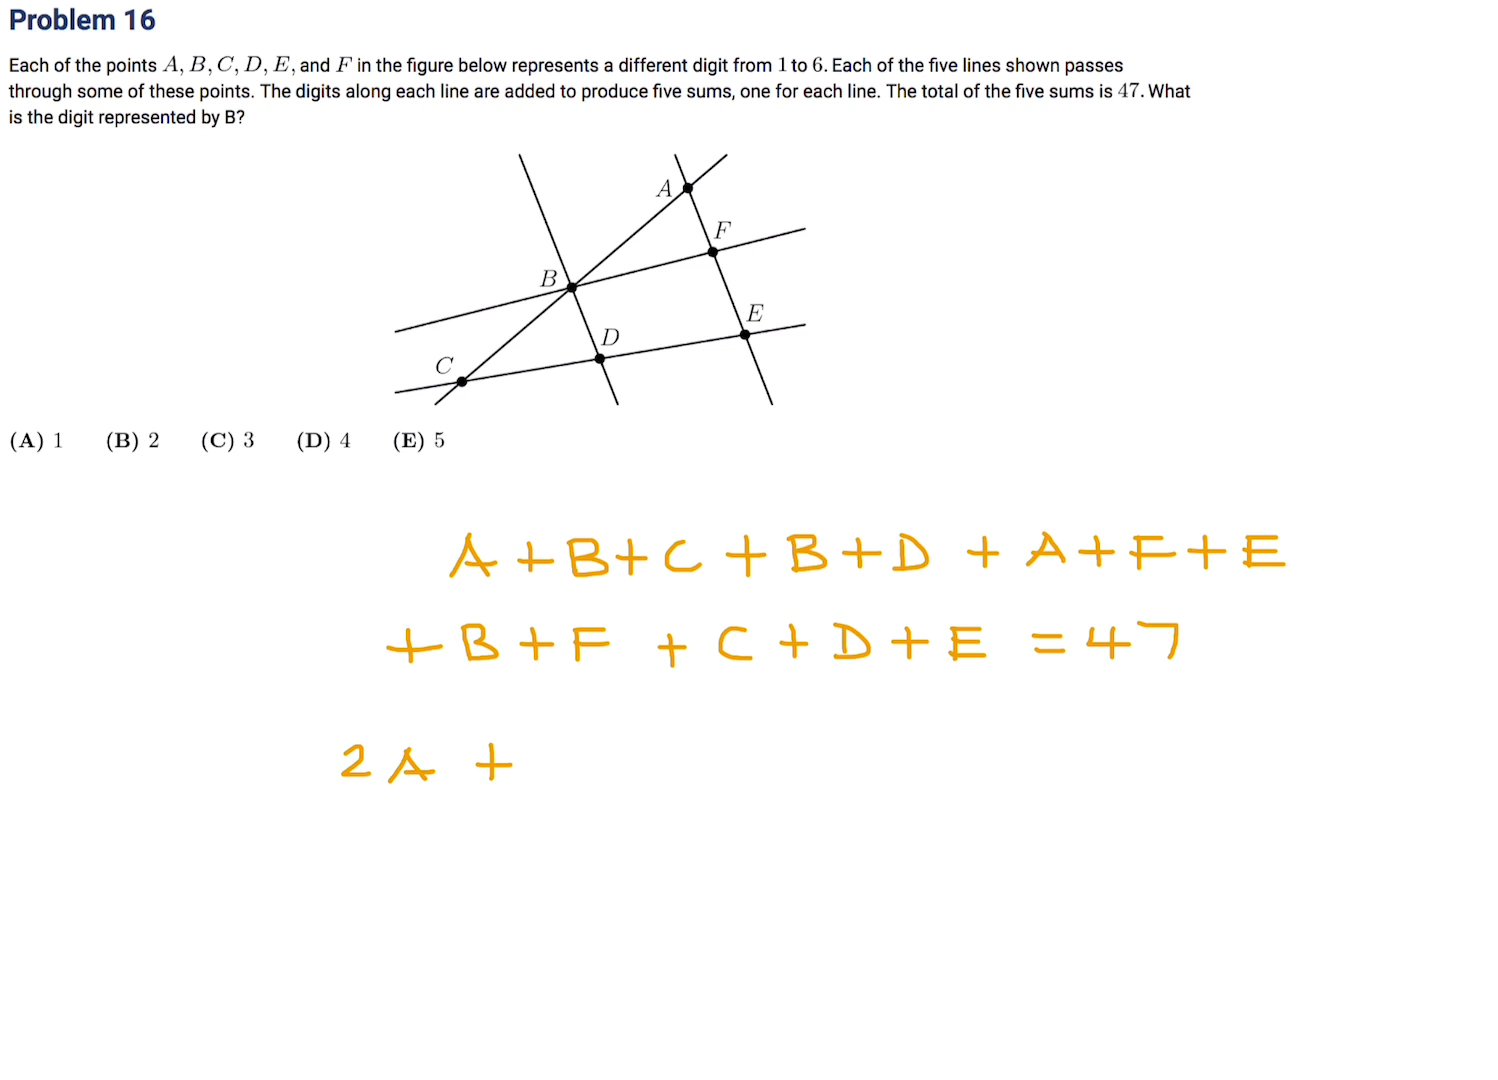 Problem 16
Each of the points A, B, C, D, E, and F in the figure below represents a different digit from 1 to 6. Each of the five lines shown passes
through some of these points. The digits along each line are added to produce five sums, one for each line. The total of the five sums is 47. What
is the digit represented by B?
A
F
B
E
D
C
(A) 1 (B) 2 (C) 3 (D) 4 (E) 5
A + B + C + B + D + A + F + E
+ B + F + C + D + E = 47
2 A +